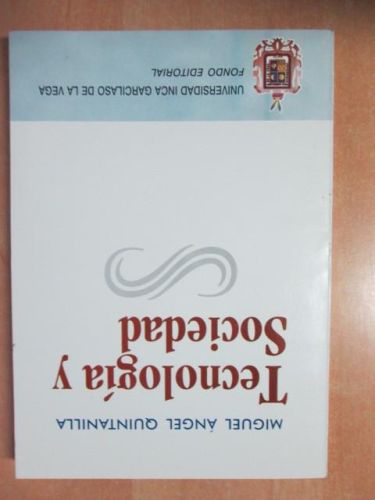 MIGUEL ÁNGEL QUINTANILLA
Tecnología y
Sociedad
UNIVERSIDAD INCA GARCILASO DE LA VEGA
FONDO EDITORIAL